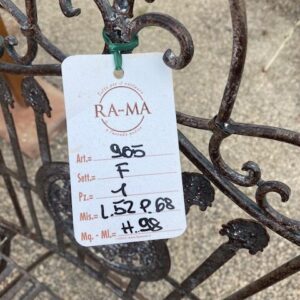 RA-MA
Art.= 905
Sett.= F
Pz.= 1
Mis.= L.52 P.68
Mq.- Ml.= H.98